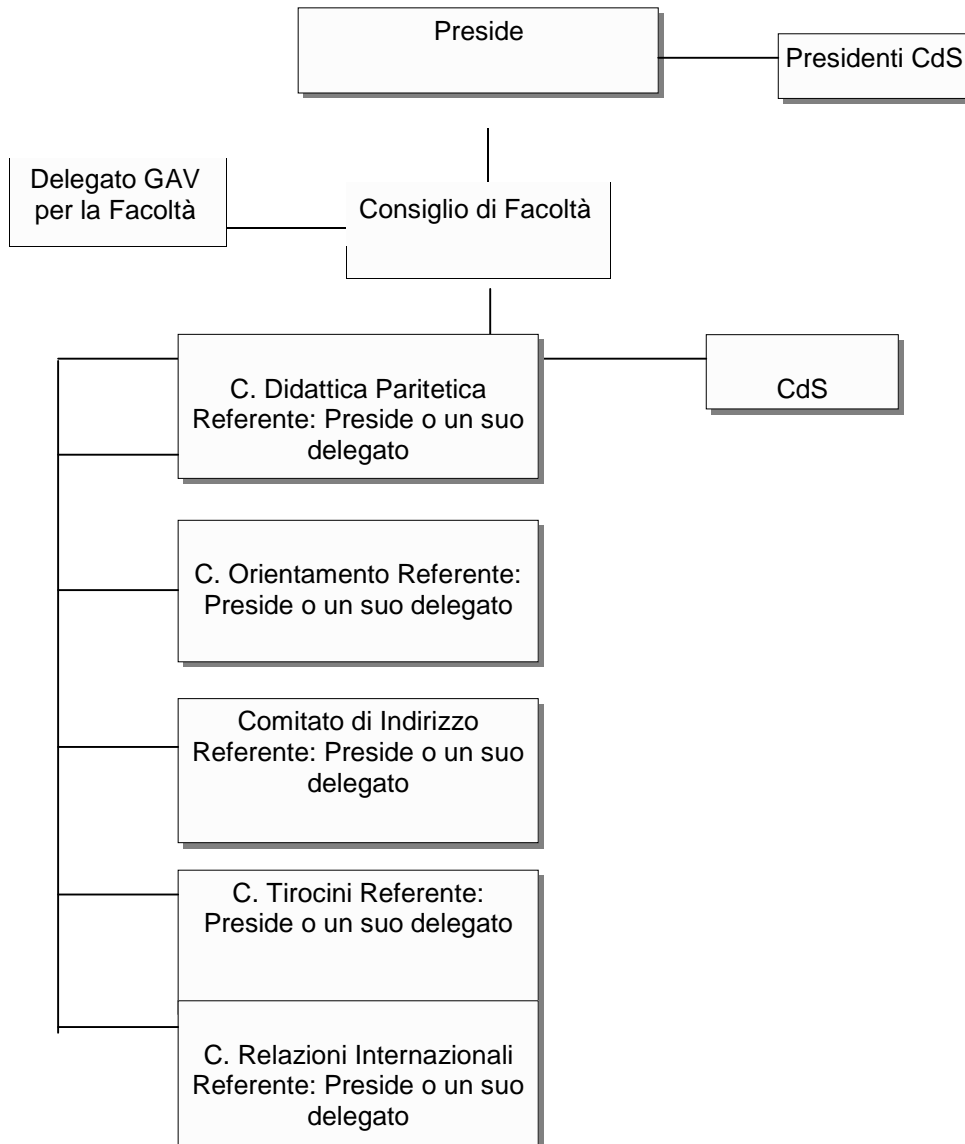 Preside
Presidenti CdS
Delegato GAV
per la Facoltà
Consiglio di Facoltà
C. Didattica Paritetica
Referente: Preside o un suo
delegato
CdS
C. Orientamento Referente:
Preside o un suo delegato
Comitato di Indirizzo
Referente: Preside o un suo
delegato
C. Tirocini Referente:
Preside o un suo delegato
C. Relazioni Internazionali
Referente: Preside o un suo
delegato